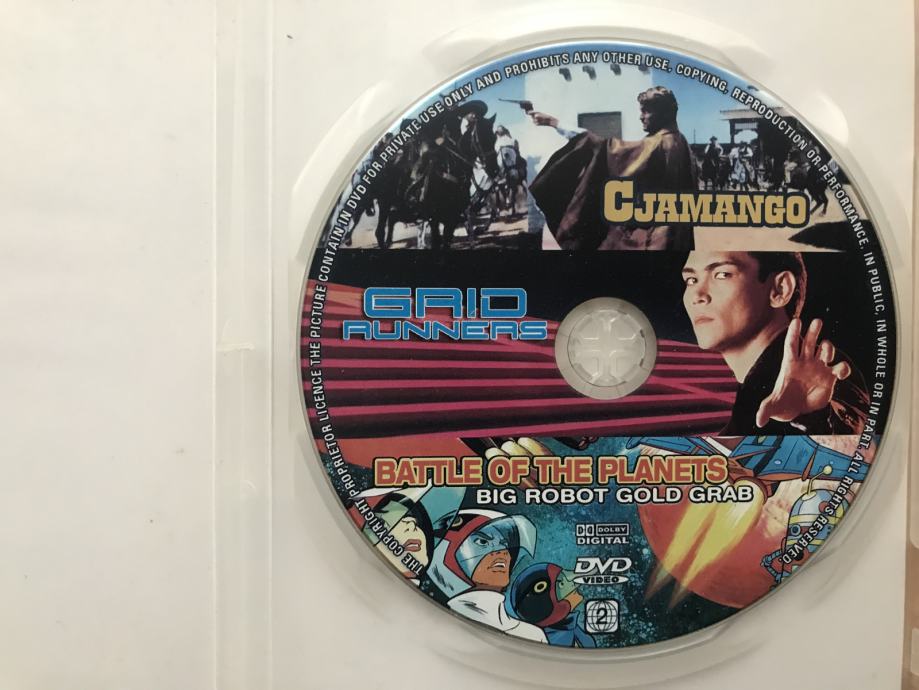 THE COPYRIGHT PROPRIETOR LICENCE THE PICTURE CONTAIN IN DVD FOR PRIVATE USE ONLY AND PROHIBITS ANY OTHER USE, COPYING, REPRODUCTION OR PERFORMANCE, IN PUBLIC, IN WHOLE OR IN PART. ALL RIGHTS RESERVED.
CJAMANGO
GRID
RUNNERS
BATTLE OF THE PLANETS
BIG ROBOT GOLD GRAB
DOLBY
DIGITAL
DVD
VIDEO
2